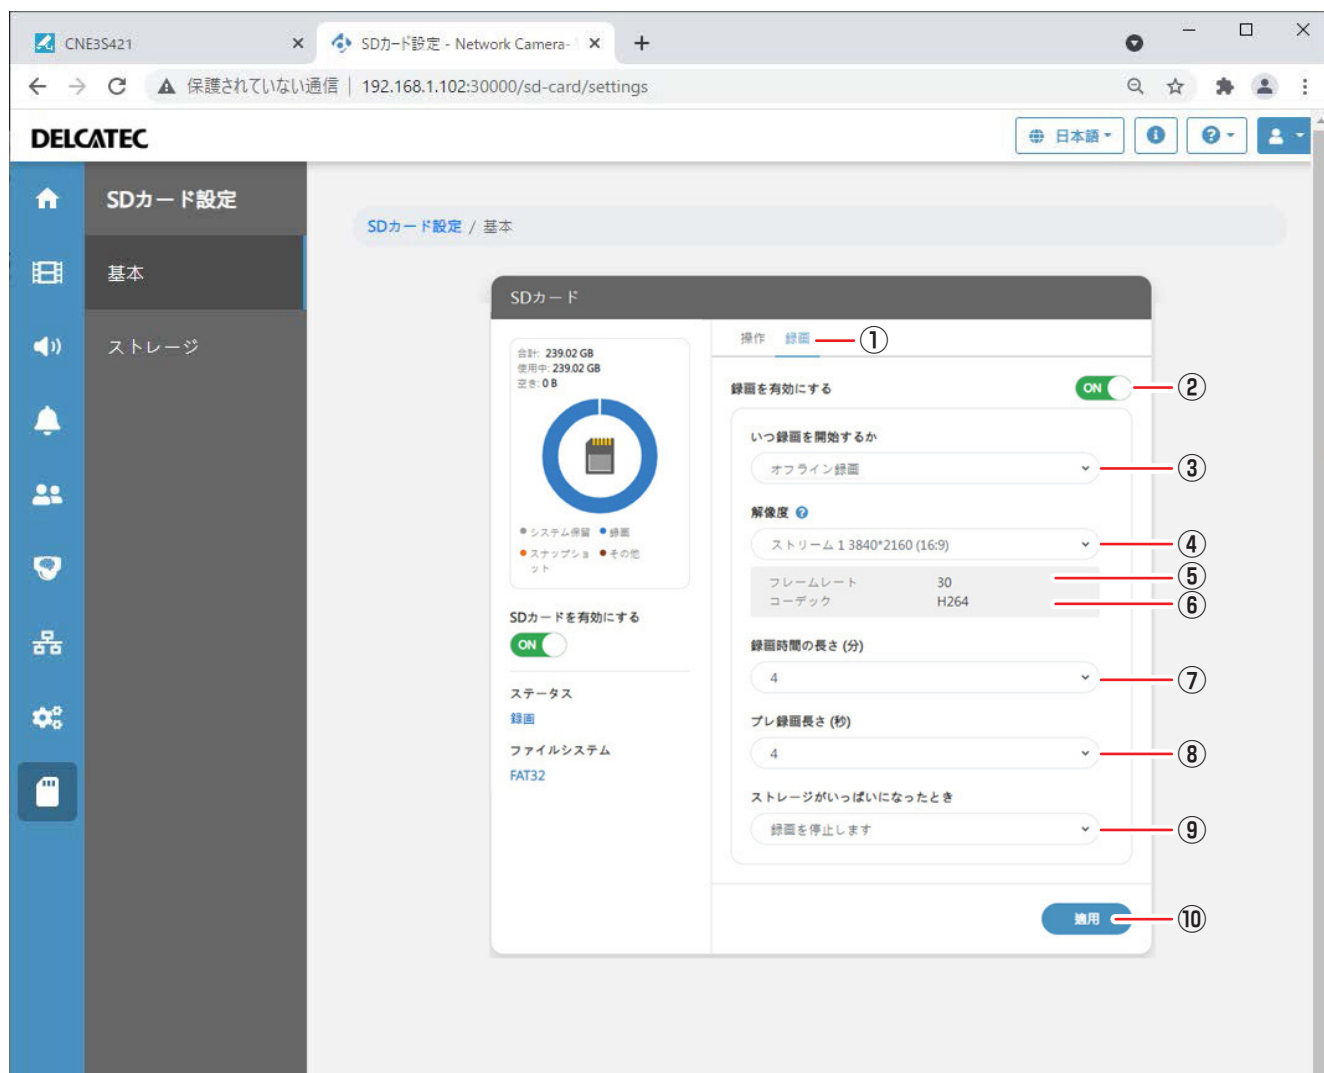 CNE3S421
SDカード設定 - Network Camera-
保護されていない通信 | 192.168.1.102:30000/sd-card/settings
DELCATEC
日本語
SDカード設定
基本
ストレージ
SDカード設定 / 基本
SDカード
合計: 239.02 GB
使用中: 239.02 GB
空き: 0 B
システム保留 録画
スナップショット その他
SDカードを有効にする
ON
ステータス
録画
ファイルシステム
FAT32
操作 録画 ①
録画を有効にする ON ②
いつ録画を開始するか
オフライン録画 ③
解像度
ストリーム 1 3840*2160 (16:9) ④
フレームレート 30 ⑤
コーデック H264 ⑥
録画時間の長さ (分)
4 ⑦
プレ録画長さ (秒)
4 ⑧
ストレージがいっぱいになったとき
録画を停止します ⑨
適用 ⑩